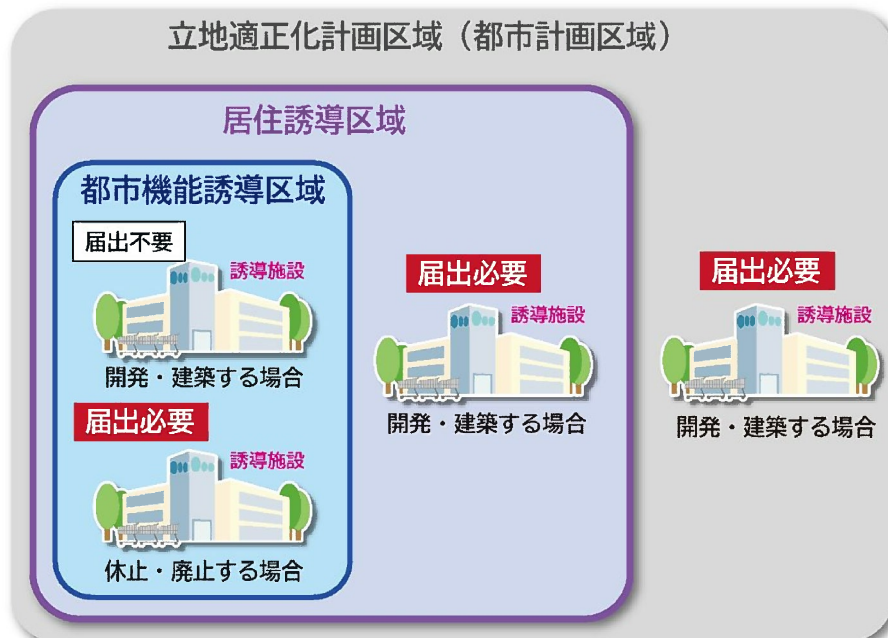 立地適正化計画区域（都市計画区域）
居住誘導区域
都市機能誘導区域
届出不要
誘導施設
開発・建築する場合
届出必要
誘導施設
休止・廃止する場合
届出必要
誘導施設
開発・建築する場合
届出必要
誘導施設
開発・建築する場合